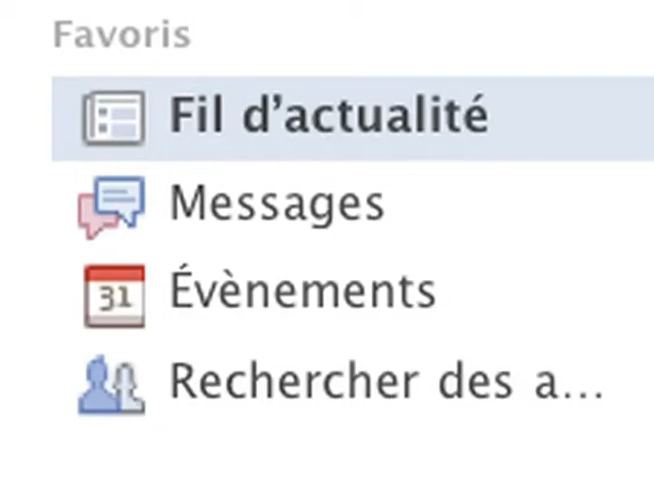 Favoris
Fil d’actualité
Messages
31
Évènements
Rechercher des a...